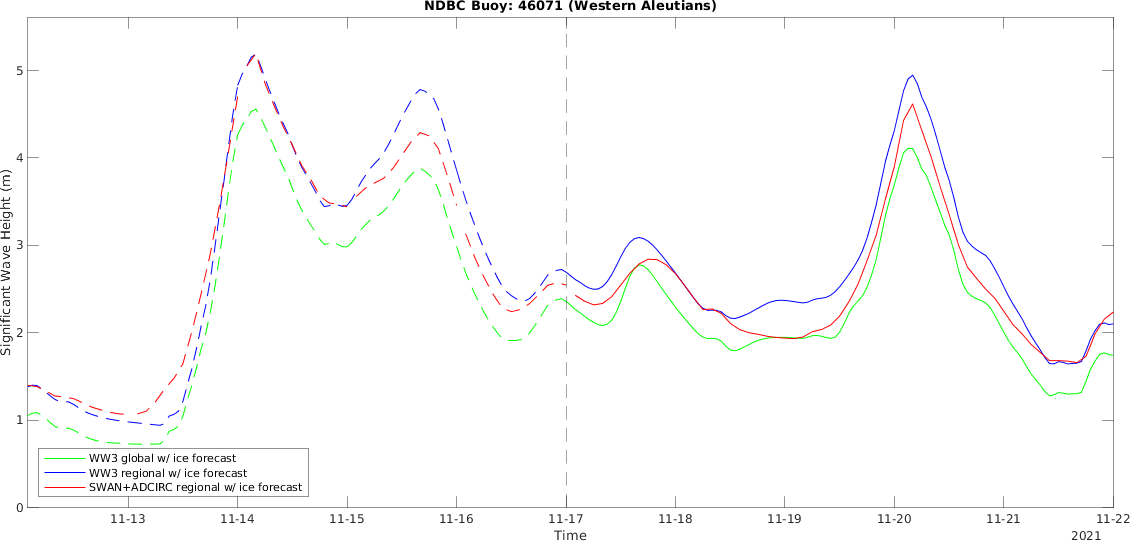 NDBC Buoy: 46071 (Western Aleutians)
Significant Wave Height (m)
5
4
3
2
1
0
WW3 global w/ ice forecast
WW3 regional w/ ice forecast
SWAN+ADCIRC regional w/ ice forecast
11-13 11-14 11-15 11-16 11-17 11-18 11-19 11-20 11-21 11-22
Time
2021